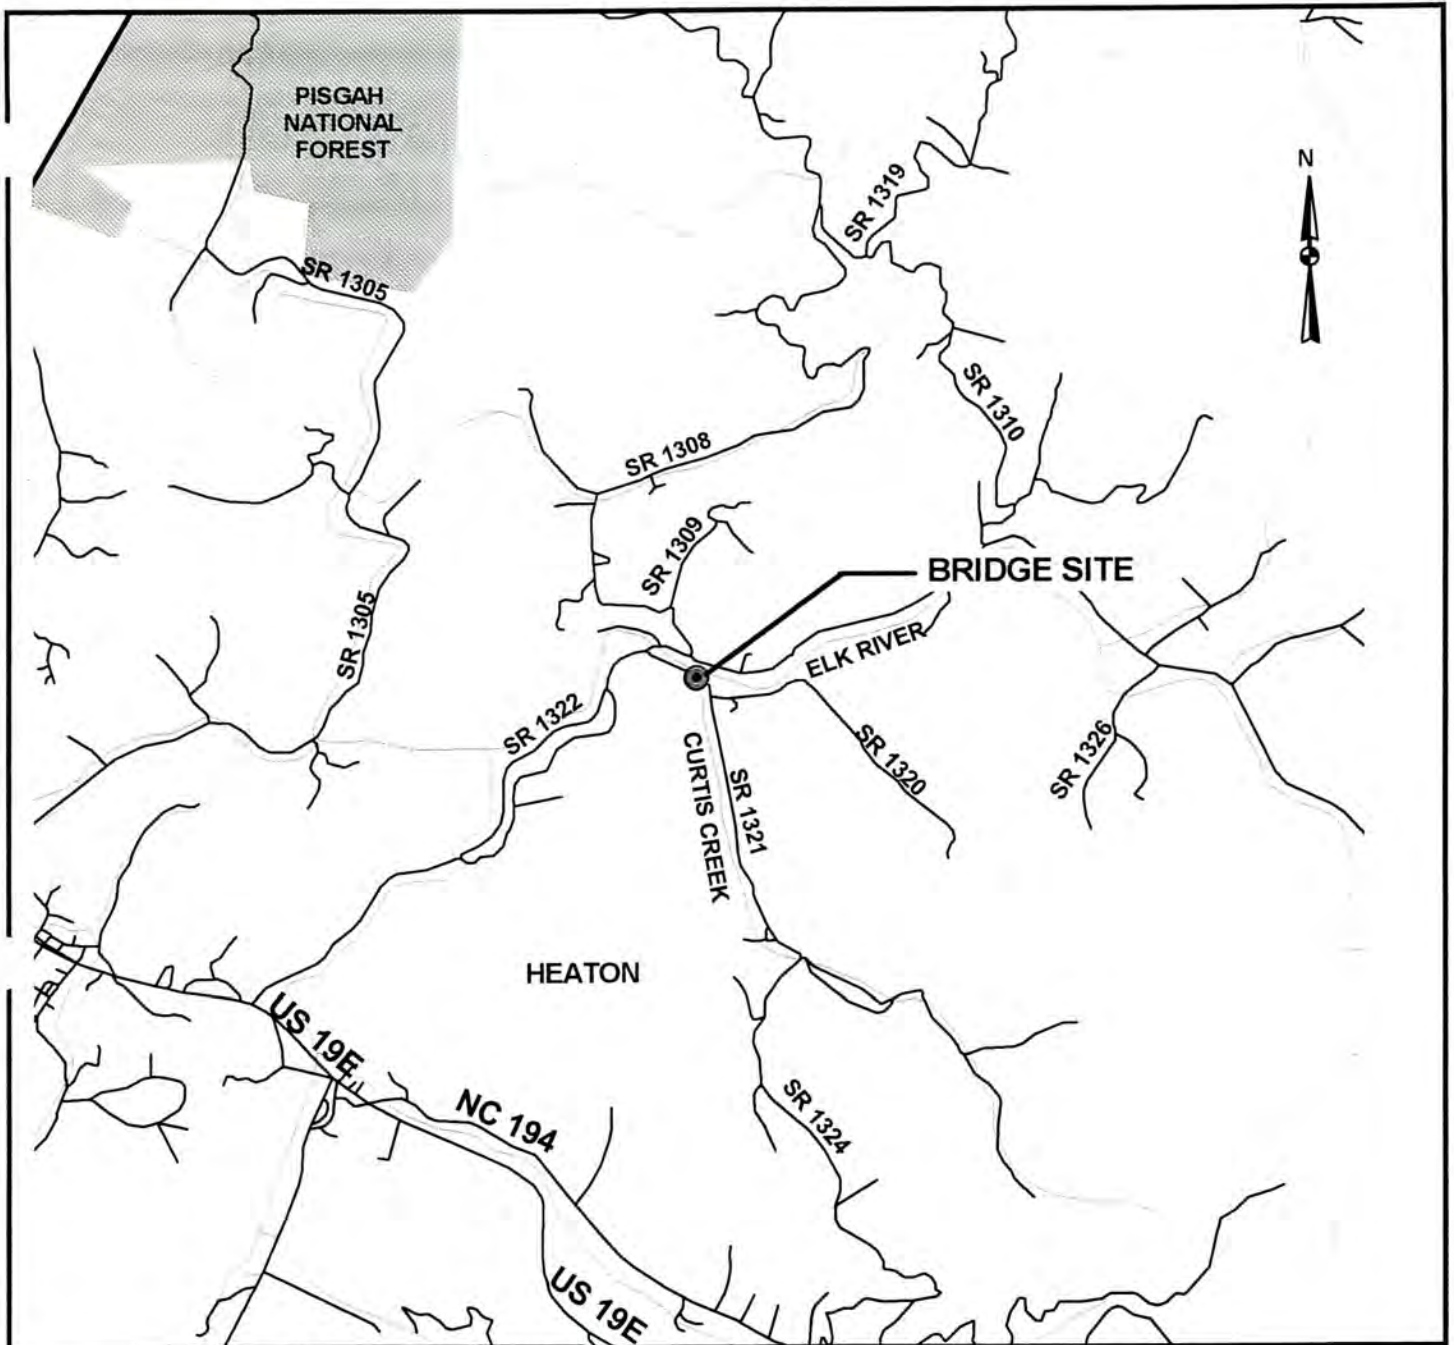 PISGAH
NATIONAL
FOREST
N
SR 1319
SR 1305
SR 1310
SR 1308
SR 1309
BRIDGE SITE
SR 1305
ELK RIVER
SR 1322
CURTIS CREEK
SR 1321
SR 1320
SR 1326
HEATON
US 19E
NC 194
SR 1324
US 19E